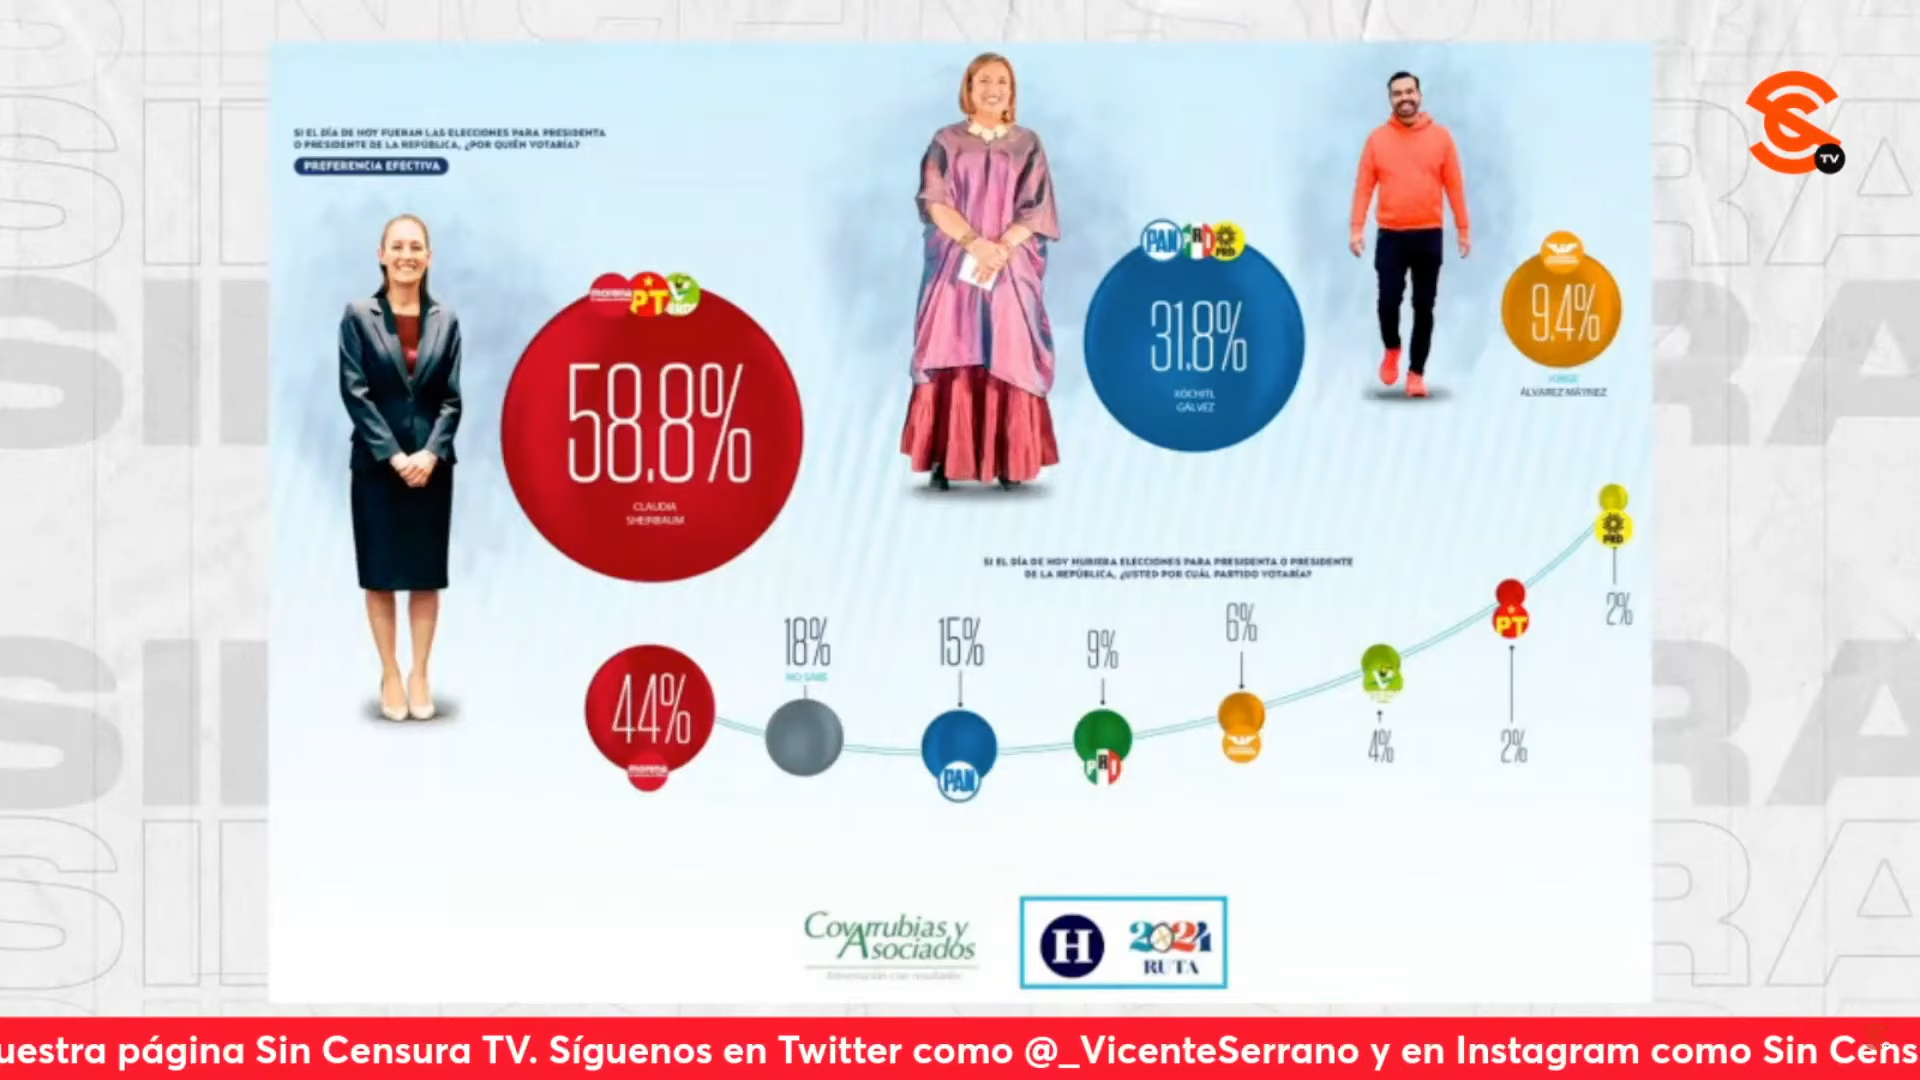 SI EL DÍA DE HOY FUERAN LAS ELECCIONES PARA PRESIDENTA
O PRESIDENTE DE LA REPÚBLICA, ¿POR QUIÉN VOTARÍA?
PREFERENCIA EFECTIVA
morena
PT
VERDE
58.8%
CLAUDIA
SHEINBAUM
PAN
PRI
PRD
31.8%
XÓCHITL
GÁLVEZ
9.4%
JORGE
ÁLVAREZ MÁYNEZ
TV
SI EL DÍA DE HOY HUBIERA ELECCIONES PARA PRESIDENTA O PRESIDENTE
DE LA REPÚBLICA, ¿USTED POR CUÁL PARTIDO VOTARÍA?
44%
morena
18%
NO SABE
15%
PAN
9%
PRI
6%
4%
2%
PT
2%
PRD
Covarrubias y
Asociados
H
2024
RUTA
uestra página Sin Censura TV. Síguenos en Twitter como @_VicenteSerrano y en Instagram como Sin Cens